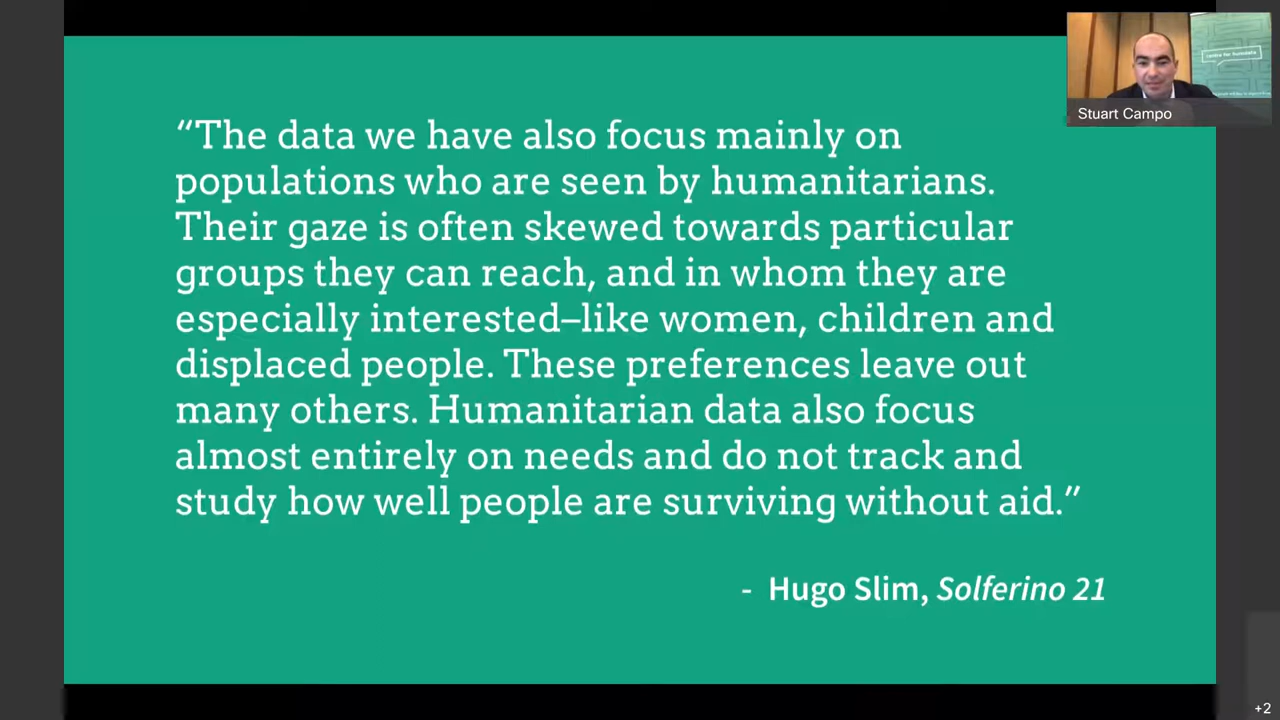 “The data we have also focus mainly on
populations who are seen by humanitarians.
Their gaze is often skewed towards particular
groups they can reach, and in whom they are
especially interested–like women, children and
displaced people. These preferences leave out
many others. Humanitarian data also focus
almost entirely on needs and do not track and
study how well people are surviving without aid.”
- Hugo Slim, Solferino 21
Stuart Campo
+2